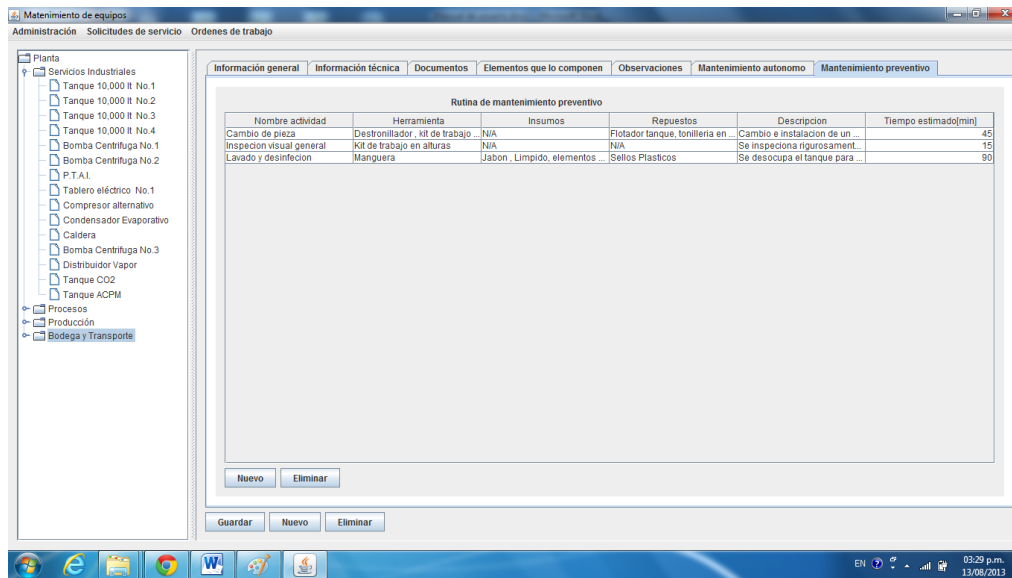 Matenimiento de equipos
Administración Solicitudes de servicio Ordenes de trabajo
Planta
Servicios Industriales
Tanque 10,000 lt No.1
Tanque 10,000 lt No.2
Tanque 10,000 lt No.3
Tanque 10,000 lt No.4
Bomba Centrifuga No.1
Bomba Centrifuga No.2
P.T.A.I.
Tablero eléctrico No.1
Compresor alternativo
Condensador Evaporativo
Caldera
Bomba Centrifuga No.3
Distribuidor Vapor
Tanque CO2
Tanque ACPM
Procesos
Producción
Bodega y Transporte
Información general Información técnica Documentos Elementos que lo componen Observaciones Mantenimiento autonomo Mantenimiento preventivo
Rutina de mantenimiento preventivo
Nombre actividad Herramienta Insumos Repuestos Descripcion Tiempo estimado[min]
Cambio de pieza Destronillador , kit de trabajo ... N/A Flotador tanque, tonilleria en ... Cambio e instalacion de un ... 45
Inspecion visual general Kit de trabajo en alturas N/A N/A Se inspeciona rigurosament... 15
Lavado y desinfecion Manguera Jabon , Limpido, elementos ... Sellos Plasticos Se desocupa el tanque para ... 90
Nuevo Eliminar
Guardar Nuevo Eliminar
EN 03:29 p.m.
13/08/2013